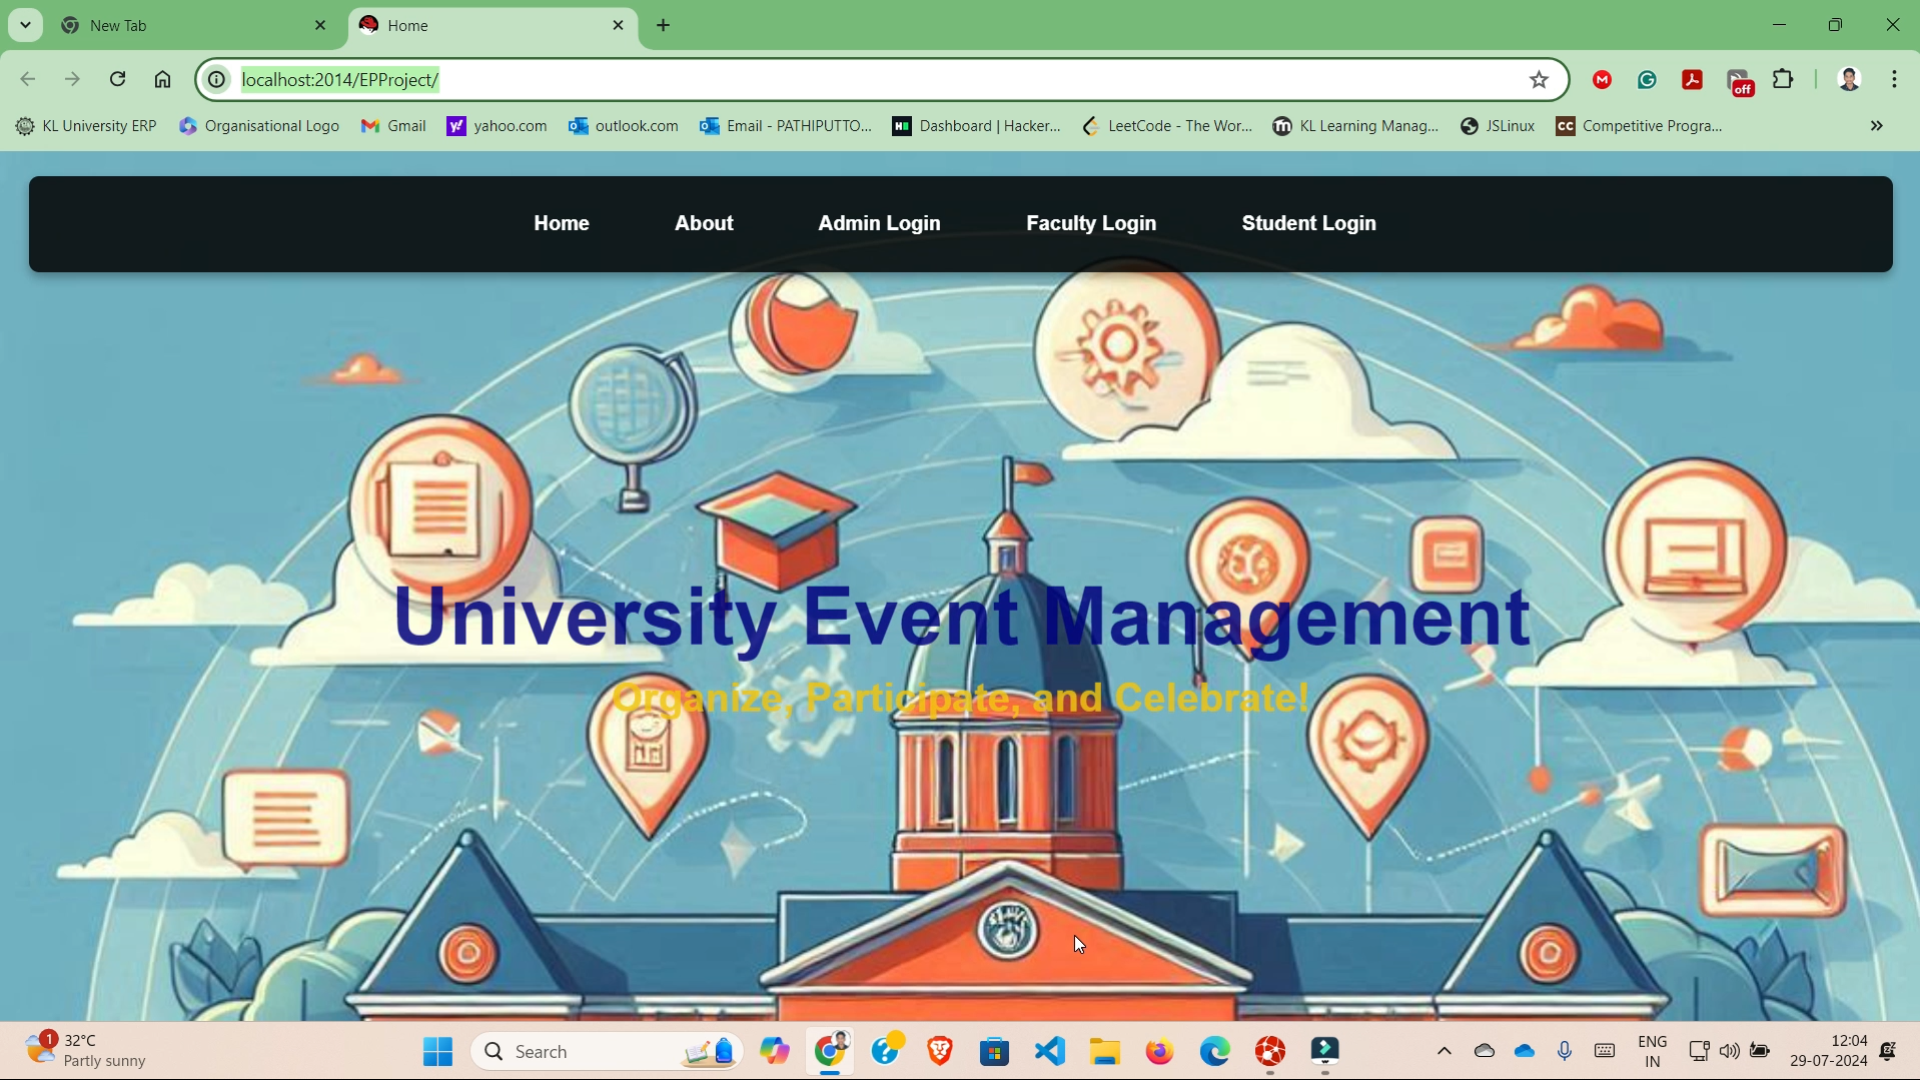 New Tab
Home
localhost:2014/EPProject/
off
KL University ERP
Organisational Logo
Gmail
yahoo.com
outlook.com
Email - PATHIPUTTO...
Dashboard | Hacker...
LeetCode - The Wor...
KL Learning Manag...
JSLinux
CC
Competitive Progra...
Home
About
Admin Login
Faculty Login
Student Login
University Event Management
Organize, Participate, and Celebrate!
1
32°C
Partly sunny
Search
ENG
IN
12:04
29-07-2024